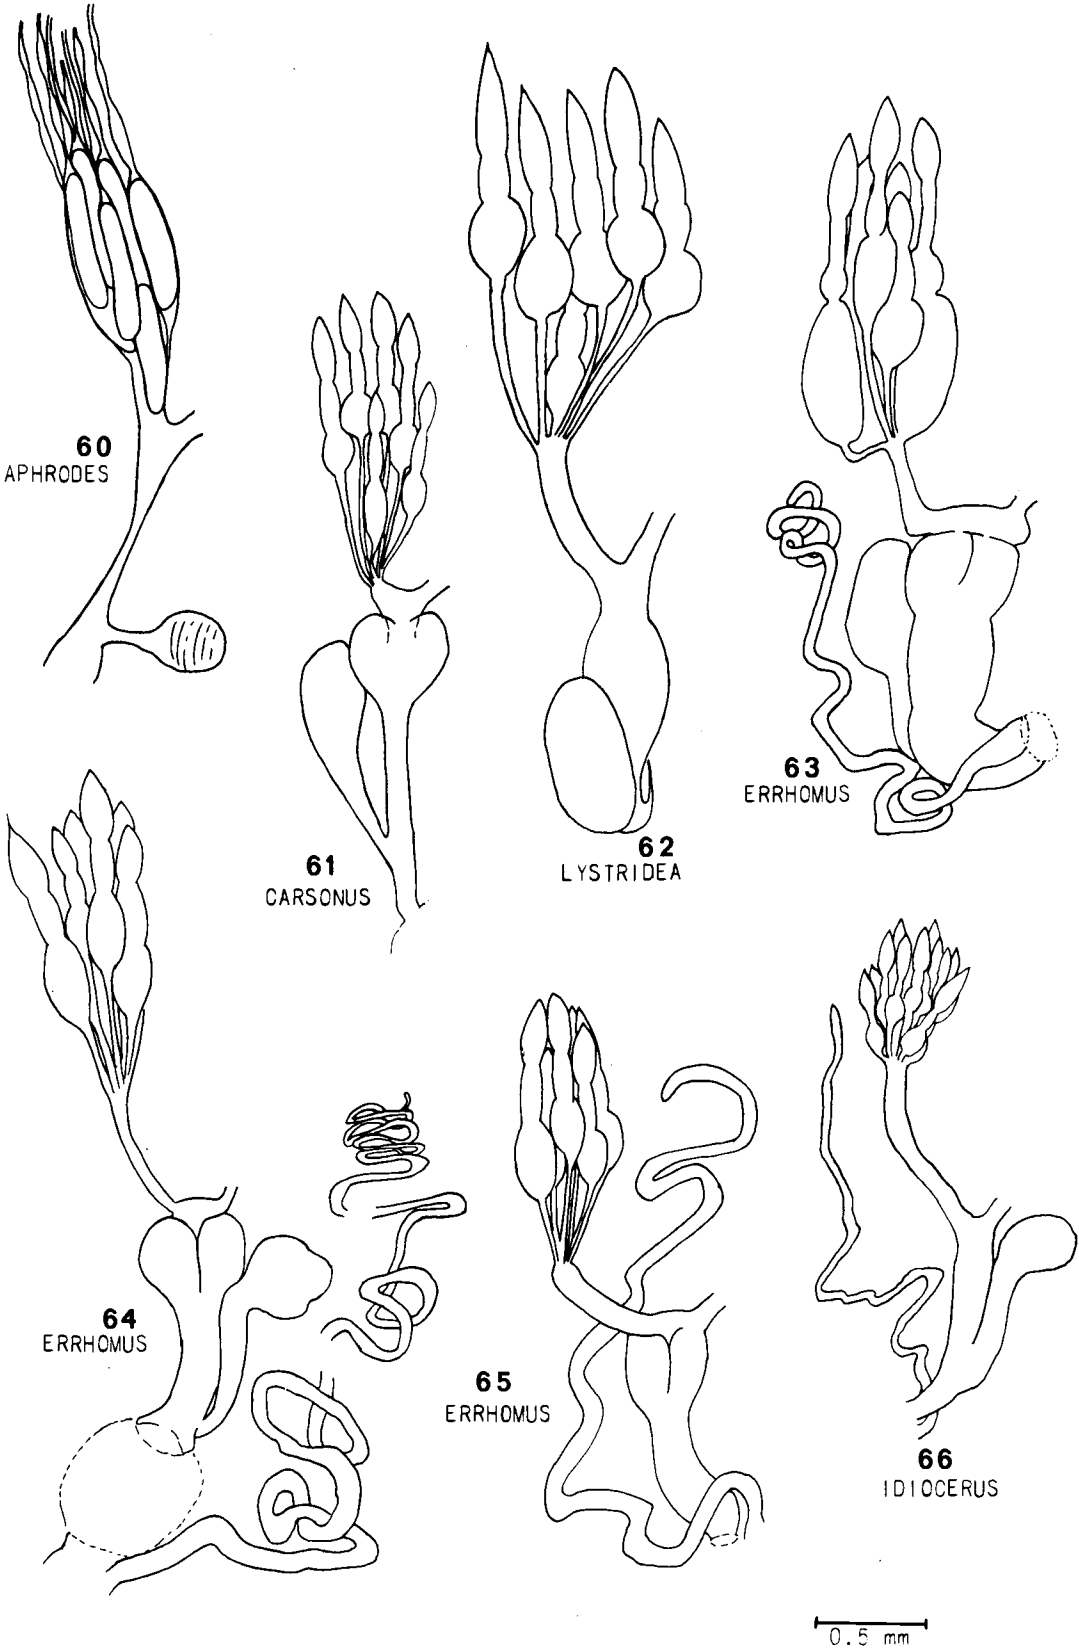 60
APHRODES
61
CARSONUS
62
LYSTRIDEA
63
ERRHOMUS
64
ERRHOMUS
65
ERRHOMUS
66
IDIOCERUS
0.5 mm